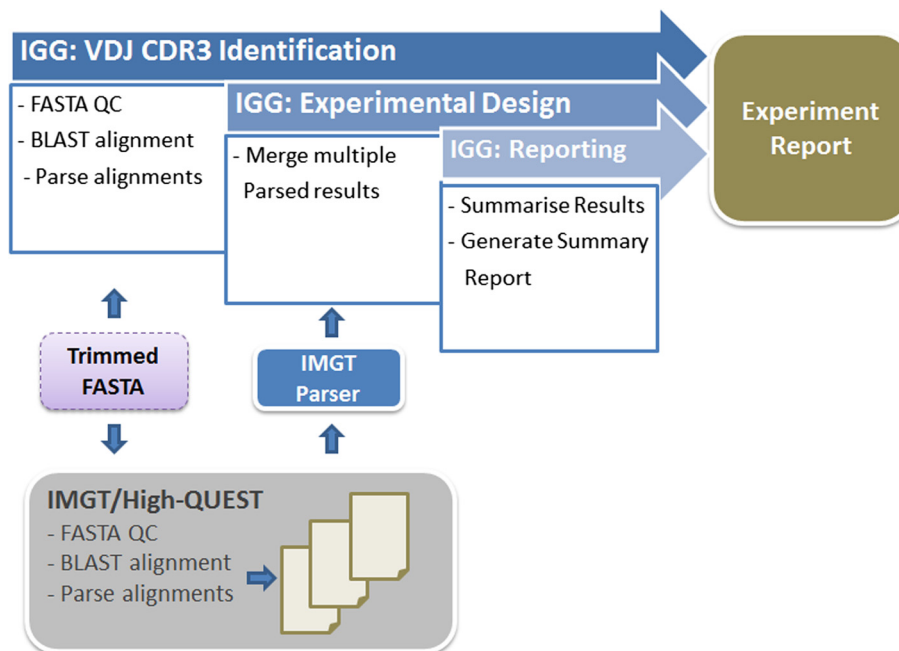 IGG: VDJ CDR3 Identification
- FASTA QC
- BLAST alignment
- Parse alignments
IGG: Experimental Design
- Merge multiple
Parsed results
IGG: Reporting
- Summarise Results
- Generate Summary
Report
Experiment
Report
Trimmed
FASTA
IMGT
Parser
IMGT/High-QUEST
- FASTA QC
- BLAST alignment
- Parse alignments